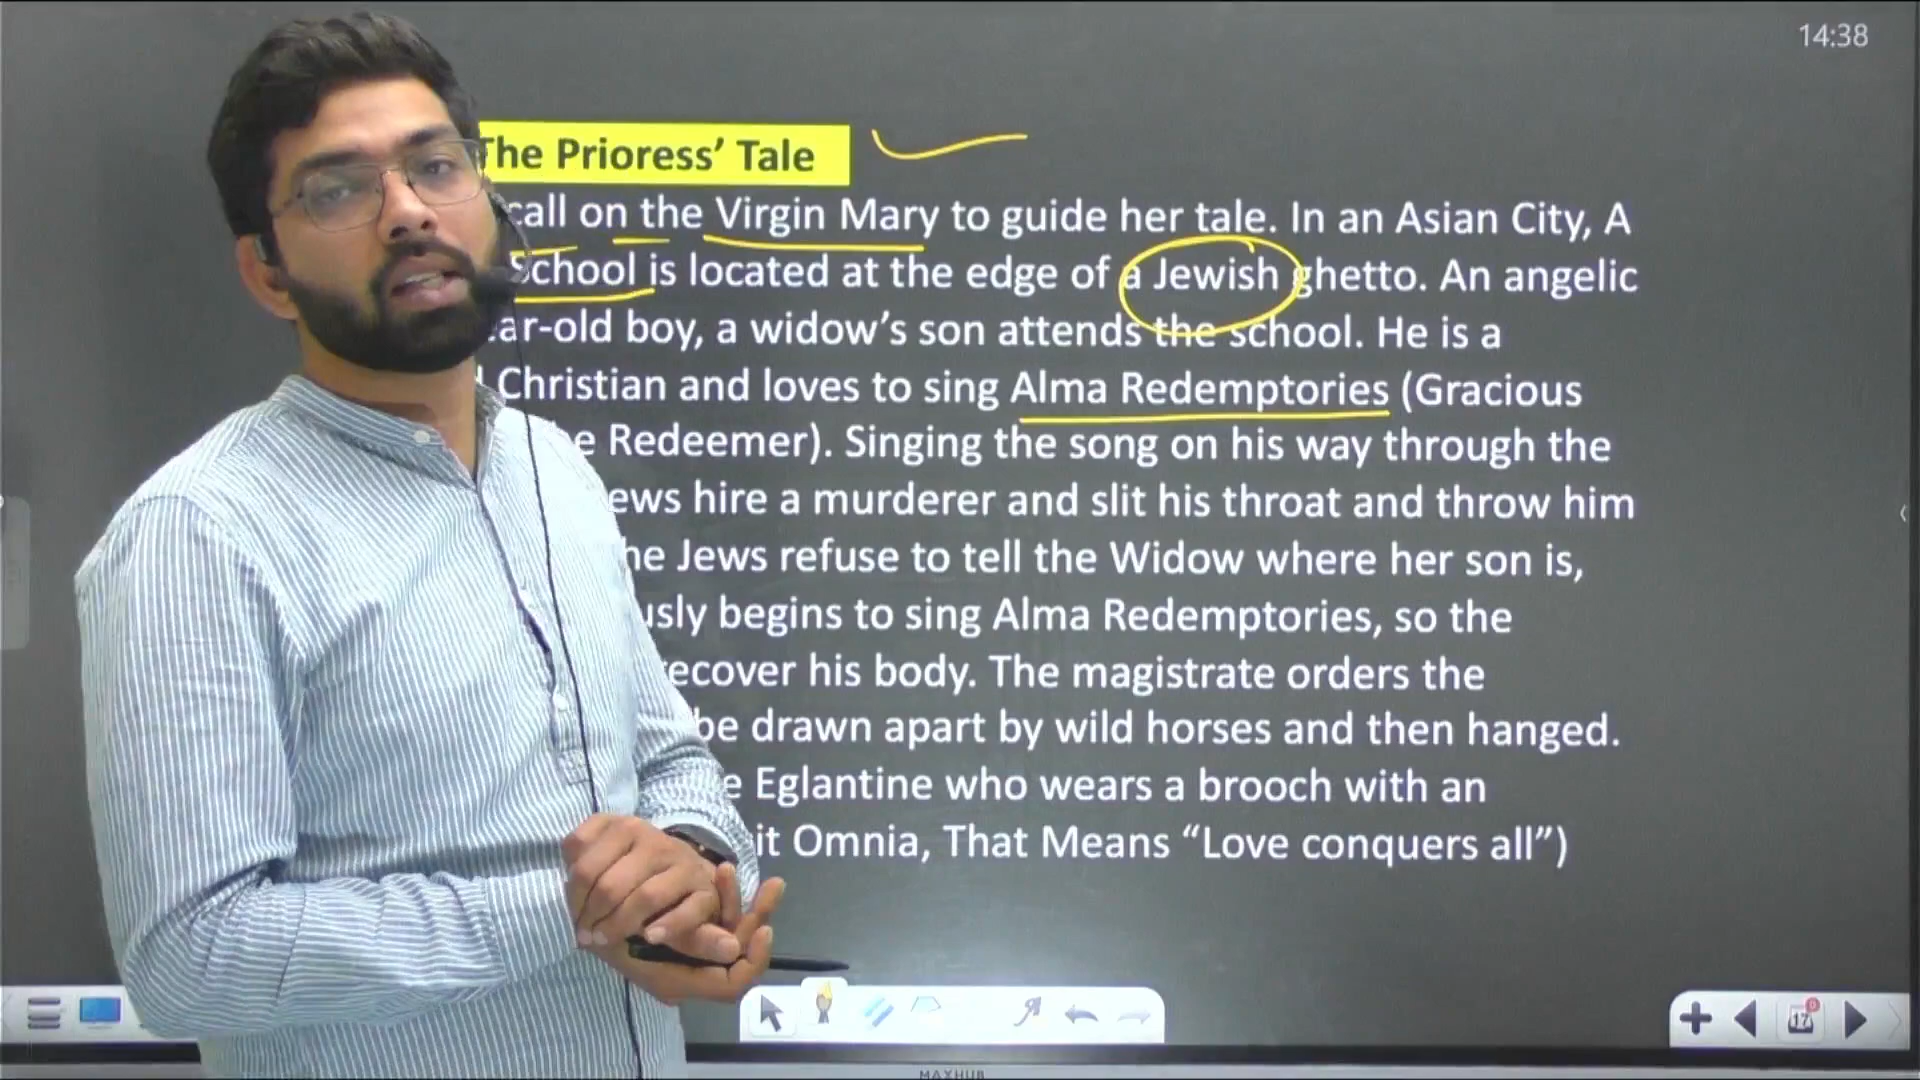 14:38
The Prioress’ Tale
call on the Virgin Mary to guide her tale. In an Asian City, A
School is located at the edge of a Jewish ghetto. An angelic
ar-old boy, a widow’s son attends the school. He is a
Christian and loves to sing Alma Redemptories (Gracious
e Redeemer). Singing the song on his way through the
ews hire a murderer and slit his throat and throw him
he Jews refuse to tell the Widow where her son is,
usly begins to sing Alma Redemptories, so the
ecover his body. The magistrate orders the
be drawn apart by wild horses and then hanged.
e Eglantine who wears a brooch with an
it Omnia, That Means “Love conquers all”)
17
MAXHUB